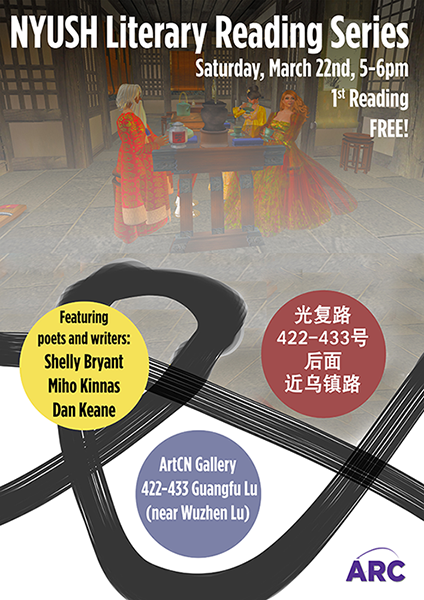 NYUSH Literary Reading Series
Saturday, March 22nd, 5-6pm
1st Reading
FREE!
Featuring
poets and writers:
Shelly Bryant
Miho Kinnas
Dan Keane
光复路
422-433号
后面
近乌镇路
ArtCN Gallery
422-433 Guangfu Lu
(near Wuzhen Lu)
ARC